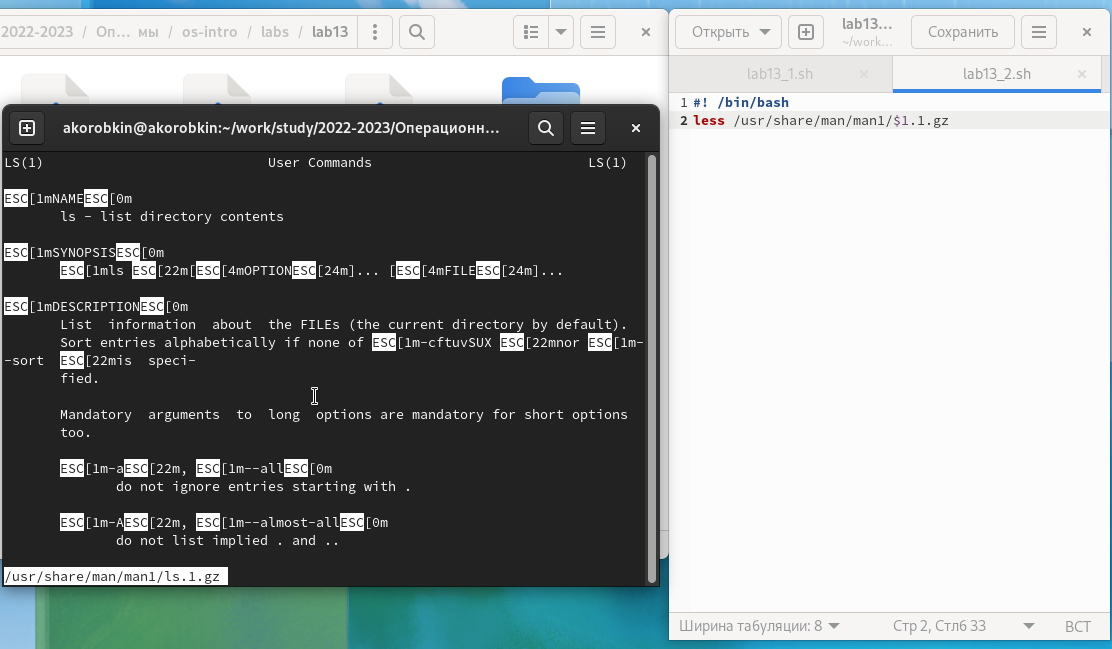 2022-2023 / Оп... мы / os-intro / labs / lab13
akorobkin@akorobkin:~/work/study/2022-2023/Операционн...
LS(1) User Commands LS(1)
ESC[1mNAMEESC[0m
ls - list directory contents
ESC[1mSYNOPSISESC[0m
ESC[1mls ESC[22m[ESC[4mOPTIONESC[24m]... [ESC[4mFILEESC[24m]...
ESC[1mDESCRIPTIONESC[0m
List information about the FILEs (the current directory by default).
Sort entries alphabetically if none of ESC[1m-cftuvSUX ESC[22mnor ESC[1m-
-sort ESC[22mis speci-
fied.
Mandatory arguments to long options are mandatory for short options
too.
ESC[1m-aESC[22m, ESC[1m--allESC[0m
do not ignore entries starting with .
ESC[1m-AESC[22m, ESC[1m--almost-allESC[0m
do not list implied . and ..
/usr/share/man/man1/ls.1.gz
Открыть
lab13...
~/work...
Сохранить
lab13_1.sh
lab13_2.sh
1 #! /bin/bash
2 less /usr/share/man/man1/$1.1.gz
Ширина табуляции: 8
Стр 2, Стлб 33
ВСТ